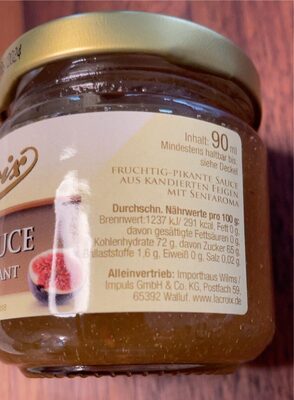 2024
Inhalt: 90 ml
Mindestens haltbar bis:
siehe Deckel
FRUCHTIG-PIKANTE SAUCE
AUS KANDIERTEN FEIGEN
MIT SENFAROMA
UCE
ANT
Durchschn. Nährwerte pro 100 g:
Brennwert 1237 kJ/ 291 kcal, Fett 0 g,
davon gesättigte Fettsäuren 0 g,
Kohlenhydrate 72 g, davon Zucker 65 g,
Ballaststoffe 1,6 g, Eiweiß 0 g, Salz 0,02 g
Alleinvertrieb: Importhaus Wilms /
Impuls GmbH & Co. KG, Postfach 59,
65392 Walluf. www.lacroix.de